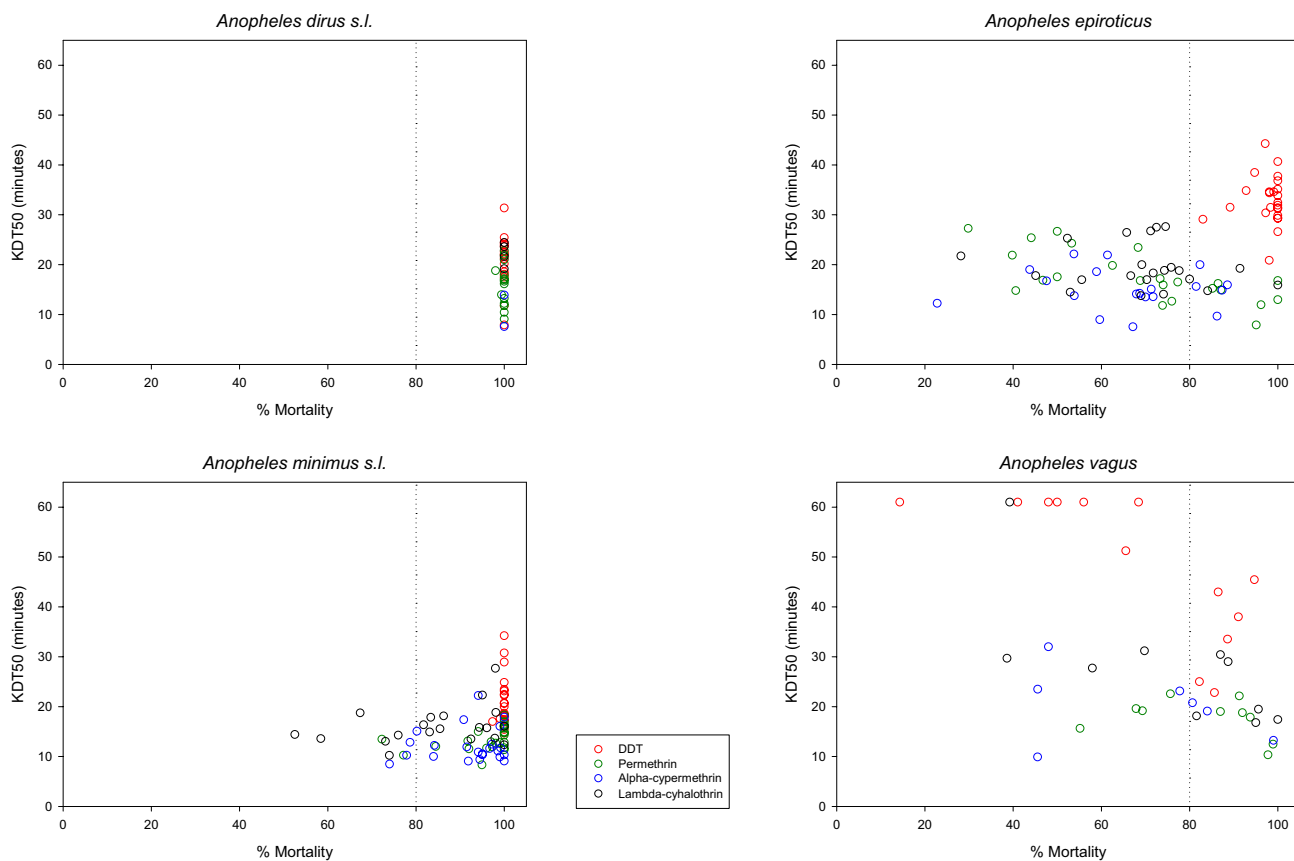 Anopheles dirus s.l.
KDT50 (minutes)
60
50
40
30
20
10
0
0 20 40 60 80 100
% Mortality
Anopheles epiroticus
KDT50 (minutes)
60
50
40
30
20
10
0
0 20 40 60 80 100
% Mortality
Anopheles minimus s.l.
KDT50 (minutes)
60
50
40
30
20
10
0
0 20 40 60 80 100
% Mortality
DDT
Permethrin
Alpha-cypermethrin
Lambda-cyhalothrin
Anopheles vagus
KDT50 (minutes)
60
50
40
30
20
10
0
0 20 40 60 80 100
% Mortality